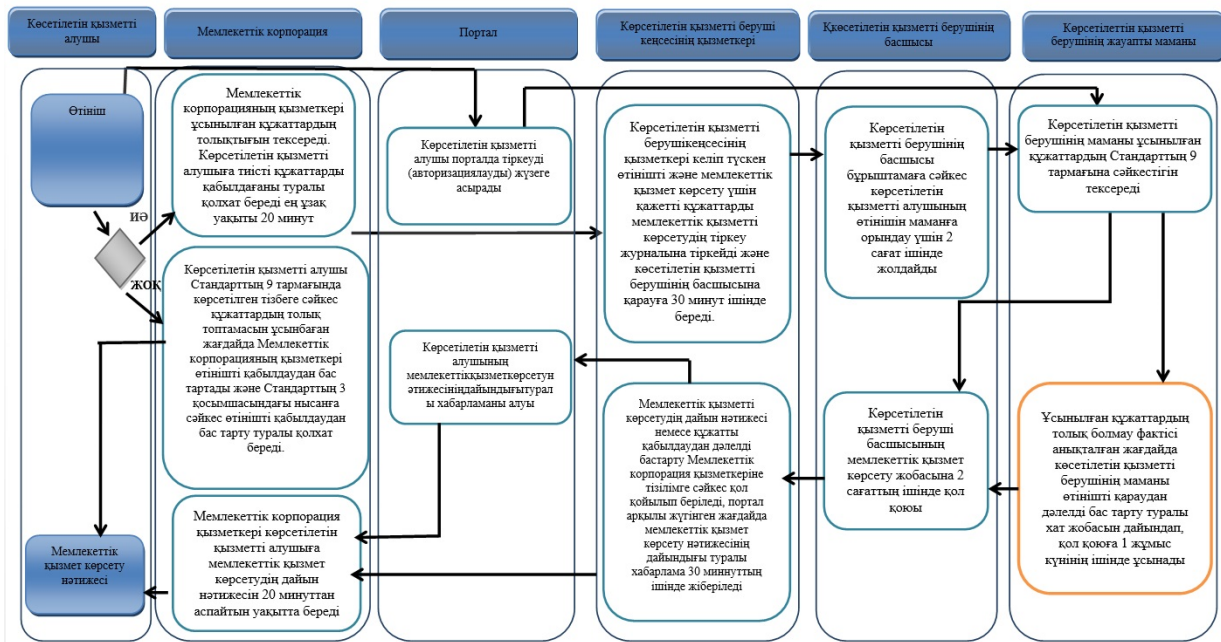 Көсетілетін қызметті
алушы
Мемлекеттік корпорация
Портал
Көрсетілетін қызметті беруші
кеңсесінің қызметкері
Қкөсетілетін қызметті берушінің
басшысы
Көрсетілеттін қызметті
берушінің жауапты маманы
Өтініш
иә
жоқ
Мемлекеттік
қызмет көрсету
нәтижесі
Мемлекеттік
корпорацияның қызметкері
ұсынылған құжаттардың
толықтығын тексереді.
Көрсетілетін қызметті
алушыға тиісті құжаттарды
қабылдағаны туралы
қолхат береді ең ұзақ
уақыты 20 минут
Көрсетілетін қызметті алушы
Стандарттың 9 тармағында
көрсетілген тізбеге сәйкес
құжаттардың толық
топтамасын ұсынбаған
жағдайда Мемлекеттік
корпорацияның қызметкері
өтінішті қабылдаудан бас
тартады және Стандарттың 3
қосымшасындағы нысанға
сәйкес өтінішті қабылдаудан
бас тарту туралы қолхат
береді.
Мемлекеттік корпорация
қызметкері көрсетілетін
қызметті алушыға
мемлекеттік қызмет
көрсетудің дайын
нәтижесін 20 минуттан
аспайтын уақытта береді
Көрсетілетін қызметті
алушы порталда тіркеуді
(авторизациялауды) жүзеге
асырады
Көрсетілетін қызметті
алушының
мемлекеттікқызметкөрсетун
әтижесініңдайындығытурал
ы хабарламаны алуы
Көрсетілетін қызметті
берушікеңсесінің
қызметкері келіп түскен
өтінішті және мемлекеттік
қызмет көрсету үшін
қажетті құжаттарды
мемлекеттік қызметті
көрсетудің тіркеу
журналына тіркейді және
көсетілетін қызметті
берушінің басшысына
қарауға 30 минут ішінде
береді.
Мемлекеттік қызметті
көрсетудің дайын нәтижесі
немесе құжатты
қабылдаудан дәлелді
бастарту Мемлекеттік
корпорация қызметкеріне
тізілімге сәйкес қол
қойылып беріледі, портал
арқылы жүгінген жағдайда
мемлекеттік қызмет
көрсету нәтижесінің
дайындығы туралы
хабарлама 30 миннуттың
ішінде жіберіледі
Көрсетілетін
қызметті берушінің
басшысы
бұрыштамаға сәйкес
көрсетілетін
қызметті алушының
өтінішін маманға
орындау үшін 2
сағат ішінде
жолдайды
Көрсетілетін
қызметті беруші
басшысының
мемлекеттік қызмет
көрсету жобасына 2
сағаттың ішінде қол
қоюы
Көрсетілетін қызметті
берушінің маманы ұсынылған
құжаттардың Стандарттың 9
тармағына сәйкестігін
тексереді
Ұсынылған құжаттардың
толық болмау фактісі
анықталған жағдайда
көсетілетін қызметті
берушінің маманы
өтінішті қараудан
дәлелді бас тарту туралы
хат жобасын дайындап,
қол қоюға 1 жұмыс
күнінің ішінде ұсынады